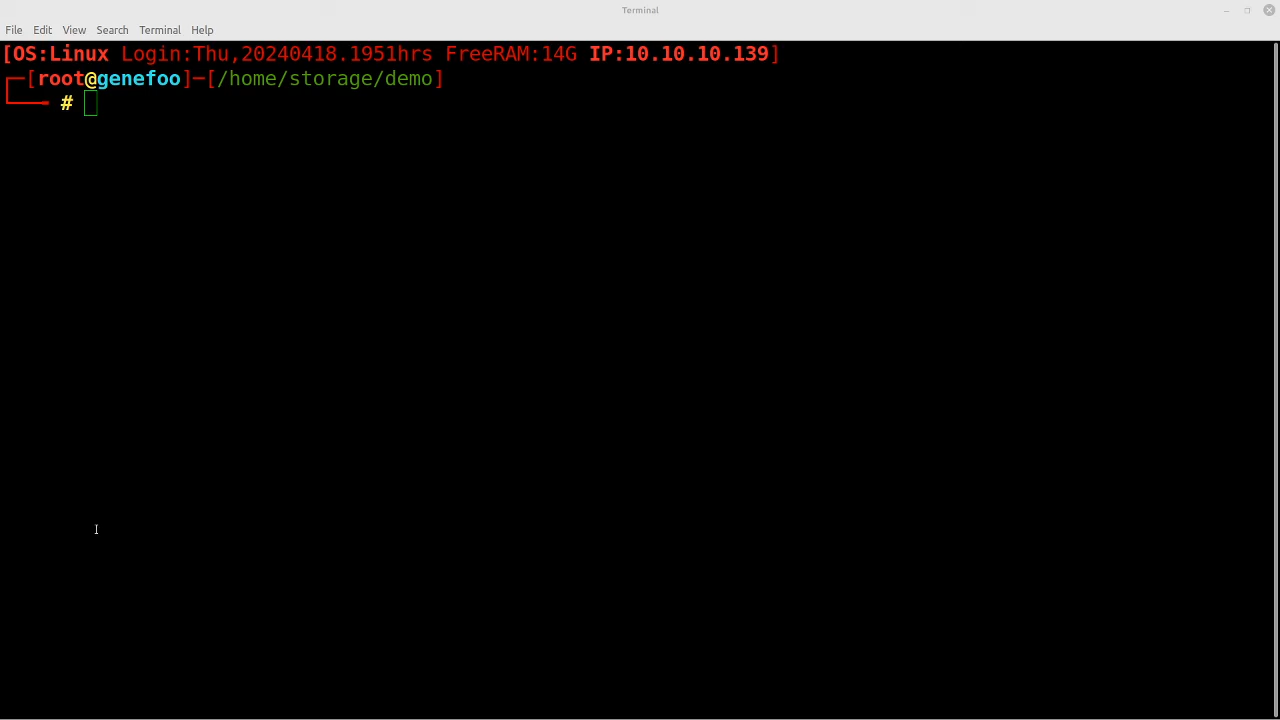 Terminal
File Edit View Search Terminal Help
[OS:Linux Login:Thu,20240418.1951hrs FreeRAM:14G IP:10.10.10.139]
┌─[root@genefoo]─[/home/storage/demo]
└──╼ #